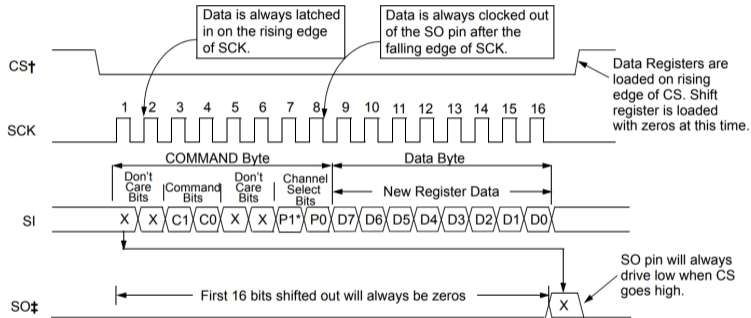 Data is always latched
in on the rising edge
of SCK.
Data is always clocked out
of the SO pin after the
falling edge of SCK.
CS†
Data Registers are
loaded on rising
edge of CS. Shift
register is loaded
with zeros at this time.
1 2 3 4 5 6 7 8 9 10 11 12 13 14 15 16
SCK
COMMAND Byte
Data Byte
Don't
Care
Bits
Command
Bits
Don't
Care
Bits
Channel
Select
Bits
New Register Data
SI
X X C1 C0 X X P1* P0 D7 D6 D5 D4 D3 D2 D1 D0
SO pin will always
drive low when CS
goes high.
First 16 bits shifted out will always be zeros
X
SO‡